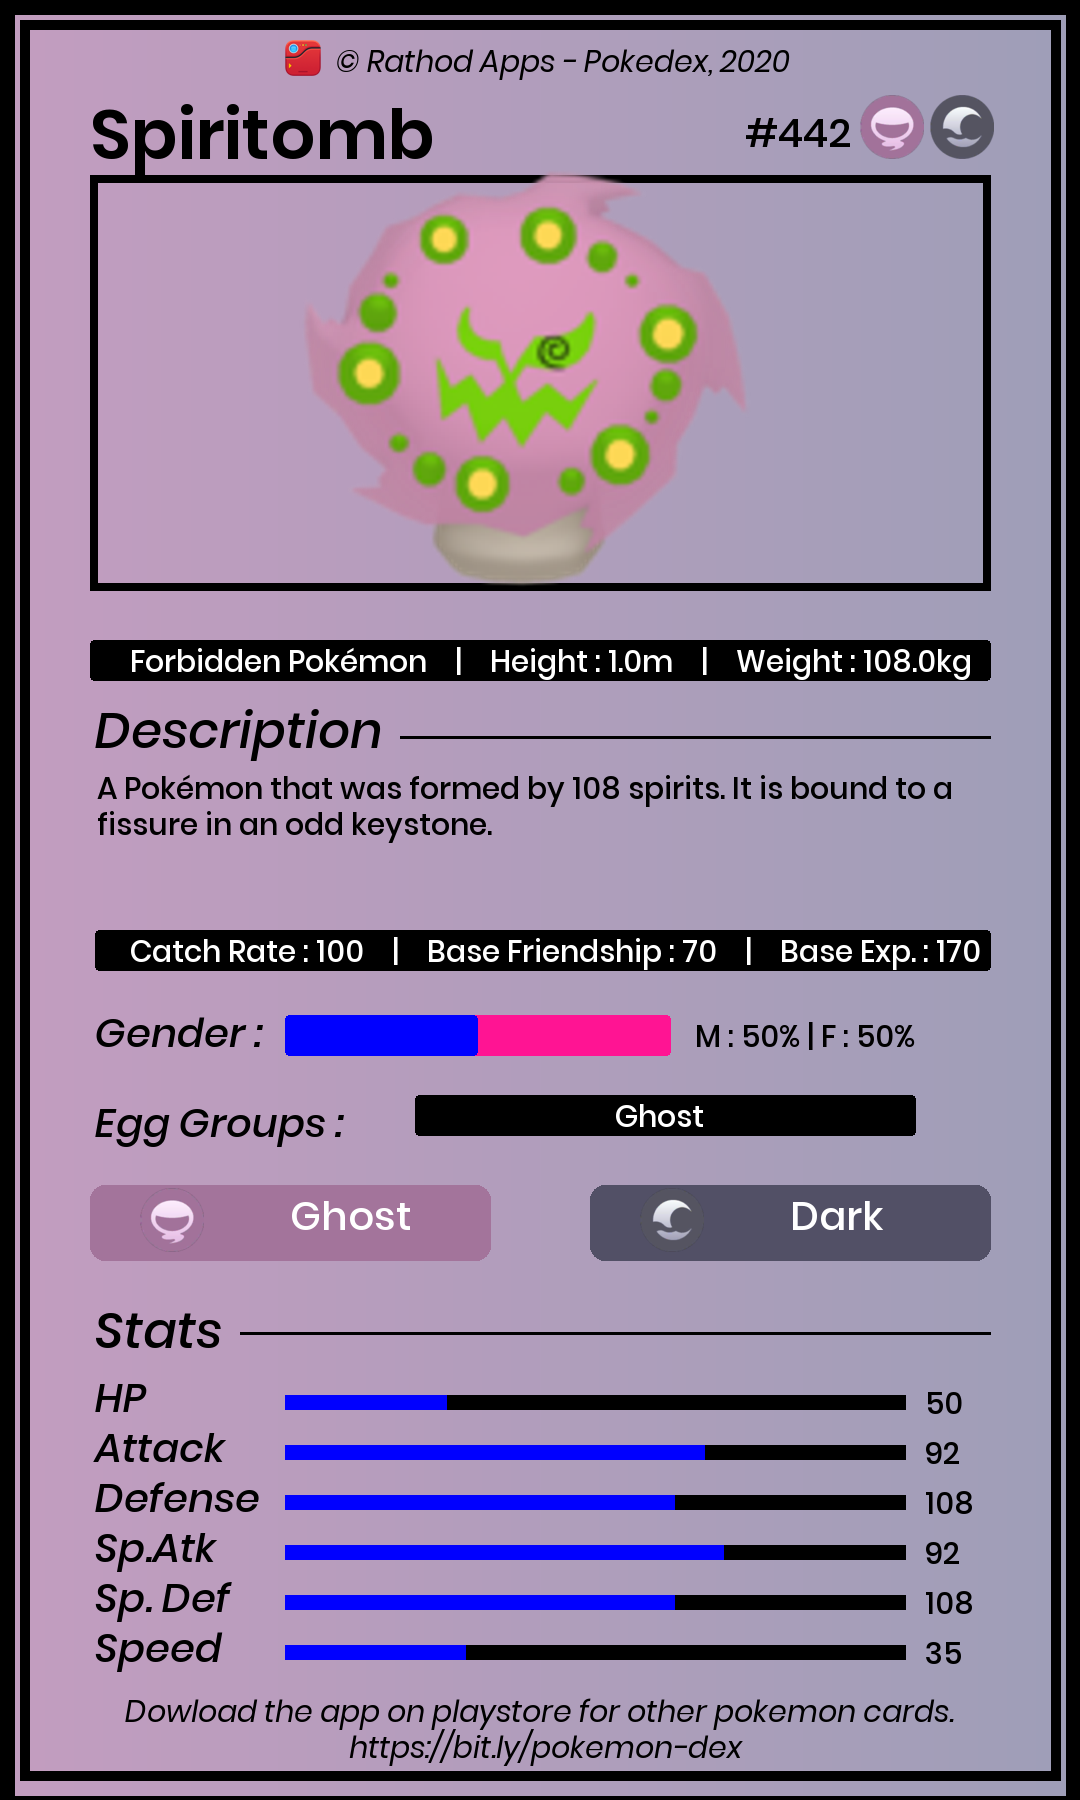 © Rathod Apps - Pokedex, 2020
Spiritomb #442
Forbidden Pokémon | Height : 1.0m | Weight : 108.0kg
Description
A Pokémon that was formed by 108 spirits. It is bound to a
fissure in an odd keystone.
Catch Rate : 100 | Base Friendship : 70 | Base Exp. : 170
Gender : M : 50% | F : 50%
Egg Groups : Ghost
Ghost Dark
Stats
HP 50
Attack 92
Defense 108
Sp.Atk 92
Sp. Def 108
Speed 35
Dowload the app on playstore for other pokemon cards.
https://bit.ly/pokemon-dex